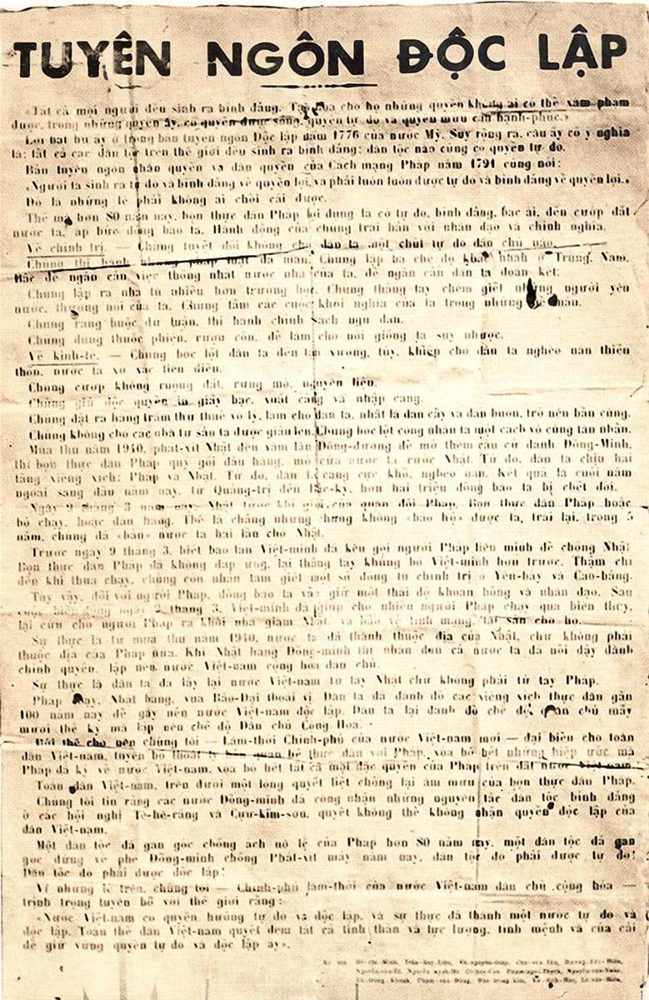 TUYÊN NGÔN ĐỘC LẬP
«Tất cả mọi người đều sinh ra bình đẳng. Tạo hóa cho họ những quyền không ai có thể xâm phạm
được, trong những quyền ấy, có quyền được sống, quyền tự do và quyền mưu cầu hạnh-phúc.»
Lời bất hủ ấy ở trong bản tuyên ngôn Độc lập năm 1776 của nước Mỹ. Suy rộng ra, câu ấy có ý nghĩa
là: tất cả các dân tộc trên thế giới đều sinh ra bình đẳng; dân tộc nào cũng có quyền tự do.
Bản tuyên ngôn nhân quyền và dân quyền của Cách mạng Pháp năm 1791 cũng nói:
«Người ta sinh ra tự do và bình đẳng về quyền lợi, và phải luôn luôn được tự do và bình đẳng về quyền lợi.»
Đó là những lẽ phải không ai chối cãi được.
Thế mà hơn 80 năm nay, bọn thực dân Pháp lợi dụng lá cờ tự do, bình đẳng, bác ái, đến cướp đất
nước ta, áp bức đồng bào ta. Hành động của chúng trái hẳn với nhân đạo và chính nghĩa.
Về chính trị. — Chúng tuyệt đối không cho dân ta một chút tự do dân chủ nào.
Chúng thi hành những pháp luật dã man. Chúng lập ba chế độ khác nhau ở Trung, Nam,
Bắc để ngăn cản việc thống nhất nước nhà của ta, để ngăn cản dân ta đoàn kết.
Chúng lập ra nhà tù nhiều hơn trường học. Chúng thẳng tay chém giết những người yêu
nước, thương nòi của ta. Chúng tắm các cuộc khởi nghĩa của ta trong những bể máu.
Chúng ràng buộc dư luận, thi hành chính sách ngu dân.
Chúng dùng thuốc phiện, rượu cồn, để làm cho nòi giống ta suy nhược.
Về kinh-tế. — Chúng bóc lột dân ta đến tận xương, tủy, khiến cho dân ta nghèo nàn thiếu
thốn, nước ta xơ xác tiêu điều.
Chúng cướp không ruộng đất, rừng mỏ, nguyên liệu.
Chúng giữ độc quyền in giấy bạc, xuất cảng và nhập cảng.
Chúng đặt ra hàng trăm thứ thuế vô lý, làm cho dân ta, nhất là dân cầy và dân buôn, trở nên bần cùng.
Chúng không cho các nhà tư sản ta được giầu lên. Chúng bóc lột công nhân ta một cách vô cùng tàn nhẫn.
Mùa thu năm 1940, phát-xít Nhật đến xâm lăn Đông-dương để mở thêm căn cứ đánh Đồng-Minh,
thì bọn thực dân Pháp quỳ gối đầu hàng, mở cửa nước ta rước Nhật. Từ đó, dân ta chịu hai
tầng xiềng xích: Pháp và Nhật. Từ đó, dân ta càng cực khổ, nghèo nàn. Kết quả là cuối năm
ngoái sang đầu năm nay, từ Quảng-trị đến Bắc-kỳ, hơn hai triệu đồng bào ta bị chết đói.
Ngày 9 tháng 3 năm nay, Nhật tước khí giới của quân đội Pháp. Bọn thực dân Pháp hoặc
bỏ chạy, hoặc đầu hàng. Thế là chẳng những chúng không «bảo hộ» được ta, trái lại, trong 5
năm, chúng đã «bán» nước ta hai lần cho Nhật.
Trước ngày 9 tháng 3, biết bao lần Việt-minh đã kêu gọi người Pháp liên minh để chống Nhật.
Bọn thực dân Pháp đã không đáp ứng, lại thẳng tay khủng bố Việt-minh hơn trước. Thậm chí
đến khi thua chạy, chúng còn nhẫn tâm giết một số đông tù chính trị ở Yên-bay và Cao-bằng.
Tuy vậy, đối với người Pháp, đồng bào ta vẫn giữ một thái độ khoan hồng và nhân đạo. Sau
cuộc biến động ngày 9 tháng 3, Việt-minh đã giúp cho nhiều người Pháp chạy qua biên thùy,
lại cứu cho người Pháp ra khỏi nhà giam Nhật, và bảo vệ tính mạng, tài sản cho họ.
Sự thực là từ mùa thu năm 1940, nước ta đã thành thuộc địa của Nhật, chứ không phải
thuộc địa của Pháp nữa. Khi Nhật hàng Đồng-minh thì nhân dân cả nước ta đã nổi dậy dành
chính quyền, lập nên nước Việt-nam cộng hòa dân chủ.
Sự thực là dân ta đã lấy lại nước Việt-nam từ tay Nhật chứ không phải từ tay Pháp.
Pháp chạy, Nhật hàng, vua Bảo-Đại thoái vị. Dân ta đã đánh đổ các xiềng xích thực dân gần
100 năm nay để gây nên nước Việt-nam độc lập. Dân ta lại đánh đổ chế độ quân chủ mấy
mươi thế kỷ mà lập nên chế độ Dân chủ Cộng Hòa.
Bởi thế cho nên chúng tôi — Lâm-thời Chính-phủ của nước Việt-nam mới — đại biểu cho toàn
dân Việt-nam, tuyên bố thoát ly hẳn quan hệ thực dân với Pháp, xóa bỏ hết những hiệp ước mà
Pháp đã ký về nước Việt-nam, xóa bỏ hết tất cả mọi đặc quyền của Pháp trên đất nước Việt-nam.
Toàn dân Việt-nam, trên dưới một lòng quyết liệt chống lại âm mưu của bọn thực dân Pháp.
Chúng tôi tin rằng các nước Đồng-minh đã công nhận những nguyên tắc dân tộc bình đẳng
ở các hội nghị Tê-hê-răng và Cựu-kim-sơn, quyết không thể không nhận quyền độc lập của
dân Việt-nam.
Một dân tộc đã gan góc chống ách nô lệ của Pháp hơn 80 năm nay, một dân tộc đã gan
góc đứng về phe Đồng-minh chống Phát-xít mấy năm nay, dân tộc đó phải được tự do!
Dân tộc đó phải được độc lập!
Vì những lẽ trên, chúng tôi — Chính-phủ lâm-thời của nước Việt-nam dân chủ cộng hòa —
trịnh trọng tuyên bố với thế giới rằng:
«Nước Việt-nam có quyền hưởng tự do và độc lập, và sự thực đã thành một nước tự do và
độc lập. Toàn thể dân Việt-nam quyết đem tất cả tinh thần và lực lượng, tính mệnh và của cải
để giữ vững quyền tự do và độc lập ấy».
Hồ-chí-Minh, Trần-huy-Liệu, Võ-nguyên-Giáp, Chu-văn-Tấn, Dương-Đức-Hiền,
Phạm-văn-Đồng